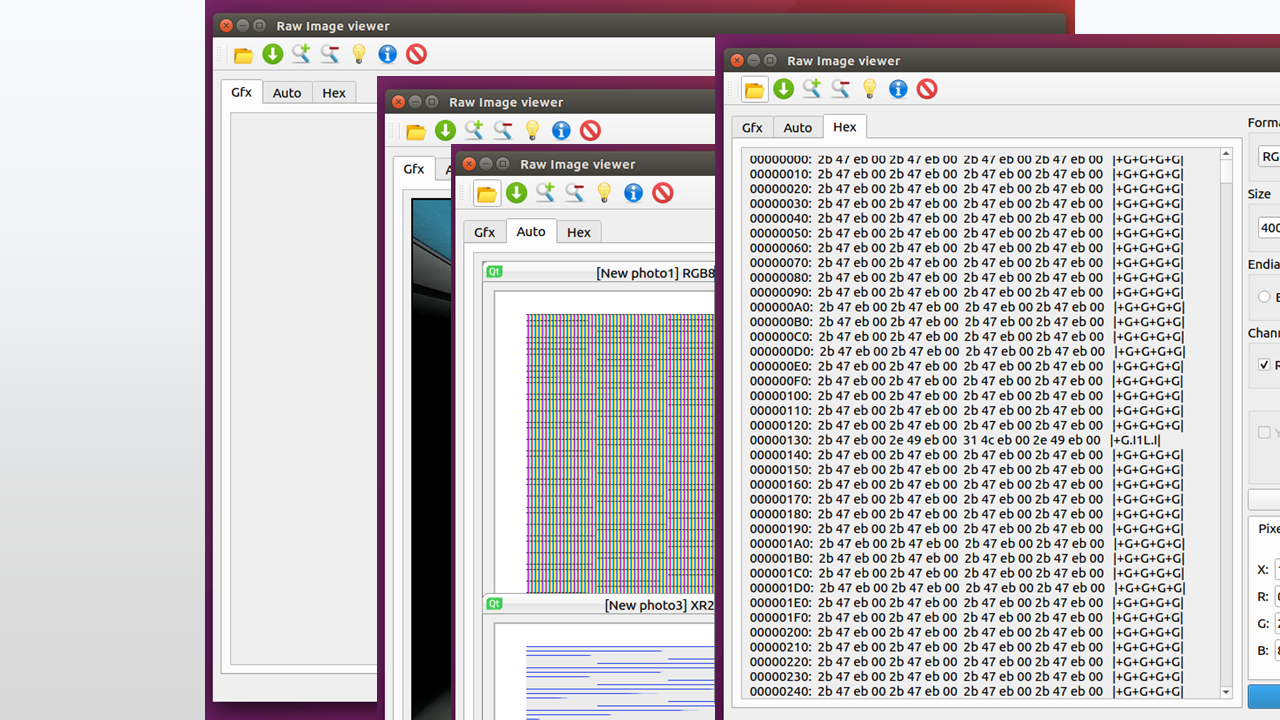 Raw Image viewer
Gfx
Auto
Hex
Raw Image viewer
Gfx
Raw Image viewer
Gfx
Auto
Hex
Qt
[New photo1] RGB8
Qt
[New photo3] XR2
Raw Image viewer
Gfx
Auto
Hex
00000000: 2b 47 eb 00 2b 47 eb 00 2b 47 eb 00 2b 47 eb 00 |+G+G+G+G|
00000010: 2b 47 eb 00 2b 47 eb 00 2b 47 eb 00 2b 47 eb 00 |+G+G+G+G|
00000020: 2b 47 eb 00 2b 47 eb 00 2b 47 eb 00 2b 47 eb 00 |+G+G+G+G|
00000030: 2b 47 eb 00 2b 47 eb 00 2b 47 eb 00 2b 47 eb 00 |+G+G+G+G|
00000040: 2b 47 eb 00 2b 47 eb 00 2b 47 eb 00 2b 47 eb 00 |+G+G+G+G|
00000050: 2b 47 eb 00 2b 47 eb 00 2b 47 eb 00 2b 47 eb 00 |+G+G+G+G|
00000060: 2b 47 eb 00 2b 47 eb 00 2b 47 eb 00 2b 47 eb 00 |+G+G+G+G|
00000070: 2b 47 eb 00 2b 47 eb 00 2b 47 eb 00 2b 47 eb 00 |+G+G+G+G|
00000080: 2b 47 eb 00 2b 47 eb 00 2b 47 eb 00 2b 47 eb 00 |+G+G+G+G|
00000090: 2b 47 eb 00 2b 47 eb 00 2b 47 eb 00 2b 47 eb 00 |+G+G+G+G|
000000A0: 2b 47 eb 00 2b 47 eb 00 2b 47 eb 00 2b 47 eb 00 |+G+G+G+G|
000000B0: 2b 47 eb 00 2b 47 eb 00 2b 47 eb 00 2b 47 eb 00 |+G+G+G+G|
000000C0: 2b 47 eb 00 2b 47 eb 00 2b 47 eb 00 2b 47 eb 00 |+G+G+G+G|
000000D0: 2b 47 eb 00 2b 47 eb 00 2b 47 eb 00 2b 47 eb 00 |+G+G+G+G|
000000E0: 2b 47 eb 00 2b 47 eb 00 2b 47 eb 00 2b 47 eb 00 |+G+G+G+G|
000000F0: 2b 47 eb 00 2b 47 eb 00 2b 47 eb 00 2b 47 eb 00 |+G+G+G+G|
00000100: 2b 47 eb 00 2b 47 eb 00 2b 47 eb 00 2b 47 eb 00 |+G+G+G+G|
00000110: 2b 47 eb 00 2b 47 eb 00 2b 47 eb 00 2b 47 eb 00 |+G+G+G+G|
00000120: 2b 47 eb 00 2b 47 eb 00 2b 47 eb 00 2b 47 eb 00 |+G+G+G+G|
00000130: 2b 47 eb 00 2e 49 eb 00 31 4c eb 00 2e 49 eb 00 |+G.I1L.I|
00000140: 2b 47 eb 00 2b 47 eb 00 2b 47 eb 00 2b 47 eb 00 |+G+G+G+G|
00000150: 2b 47 eb 00 2b 47 eb 00 2b 47 eb 00 2b 47 eb 00 |+G+G+G+G|
00000160: 2b 47 eb 00 2b 47 eb 00 2b 47 eb 00 2b 47 eb 00 |+G+G+G+G|
00000170: 2b 47 eb 00 2b 47 eb 00 2b 47 eb 00 2b 47 eb 00 |+G+G+G+G|
00000180: 2b 47 eb 00 2b 47 eb 00 2b 47 eb 00 2b 47 eb 00 |+G+G+G+G|
00000190: 2b 47 eb 00 2b 47 eb 00 2b 47 eb 00 2b 47 eb 00 |+G+G+G+G|
000001A0: 2b 47 eb 00 2b 47 eb 00 2b 47 eb 00 2b 47 eb 00 |+G+G+G+G|
000001B0: 2b 47 eb 00 2b 47 eb 00 2b 47 eb 00 2b 47 eb 00 |+G+G+G+G|
000001C0: 2b 47 eb 00 2b 47 eb 00 2b 47 eb 00 2b 47 eb 00 |+G+G+G+G|
000001D0: 2b 47 eb 00 2b 47 eb 00 2b 47 eb 00 2b 47 eb 00 |+G+G+G+G|
000001E0: 2b 47 eb 00 2b 47 eb 00 2b 47 eb 00 2b 47 eb 00 |+G+G+G+G|
000001F0: 2b 47 eb 00 2b 47 eb 00 2b 47 eb 00 2b 47 eb 00 |+G+G+G+G|
00000200: 2b 47 eb 00 2b 47 eb 00 2b 47 eb 00 2b 47 eb 00 |+G+G+G+G|
00000210: 2b 47 eb 00 2b 47 eb 00 2b 47 eb 00 2b 47 eb 00 |+G+G+G+G|
00000220: 2b 47 eb 00 2b 47 eb 00 2b 47 eb 00 2b 47 eb 00 |+G+G+G+G|
00000230: 2b 47 eb 00 2b 47 eb 00 2b 47 eb 00 2b 47 eb 00 |+G+G+G+G|
00000240: 2b 47 eb 00 2b 47 eb 00 2b 47 eb 00 2b 47 eb 00 |+G+G+G+G|
Forma
RG
Size
400
Endia
Chann
R
Pixe
X:
R:
G:
B: